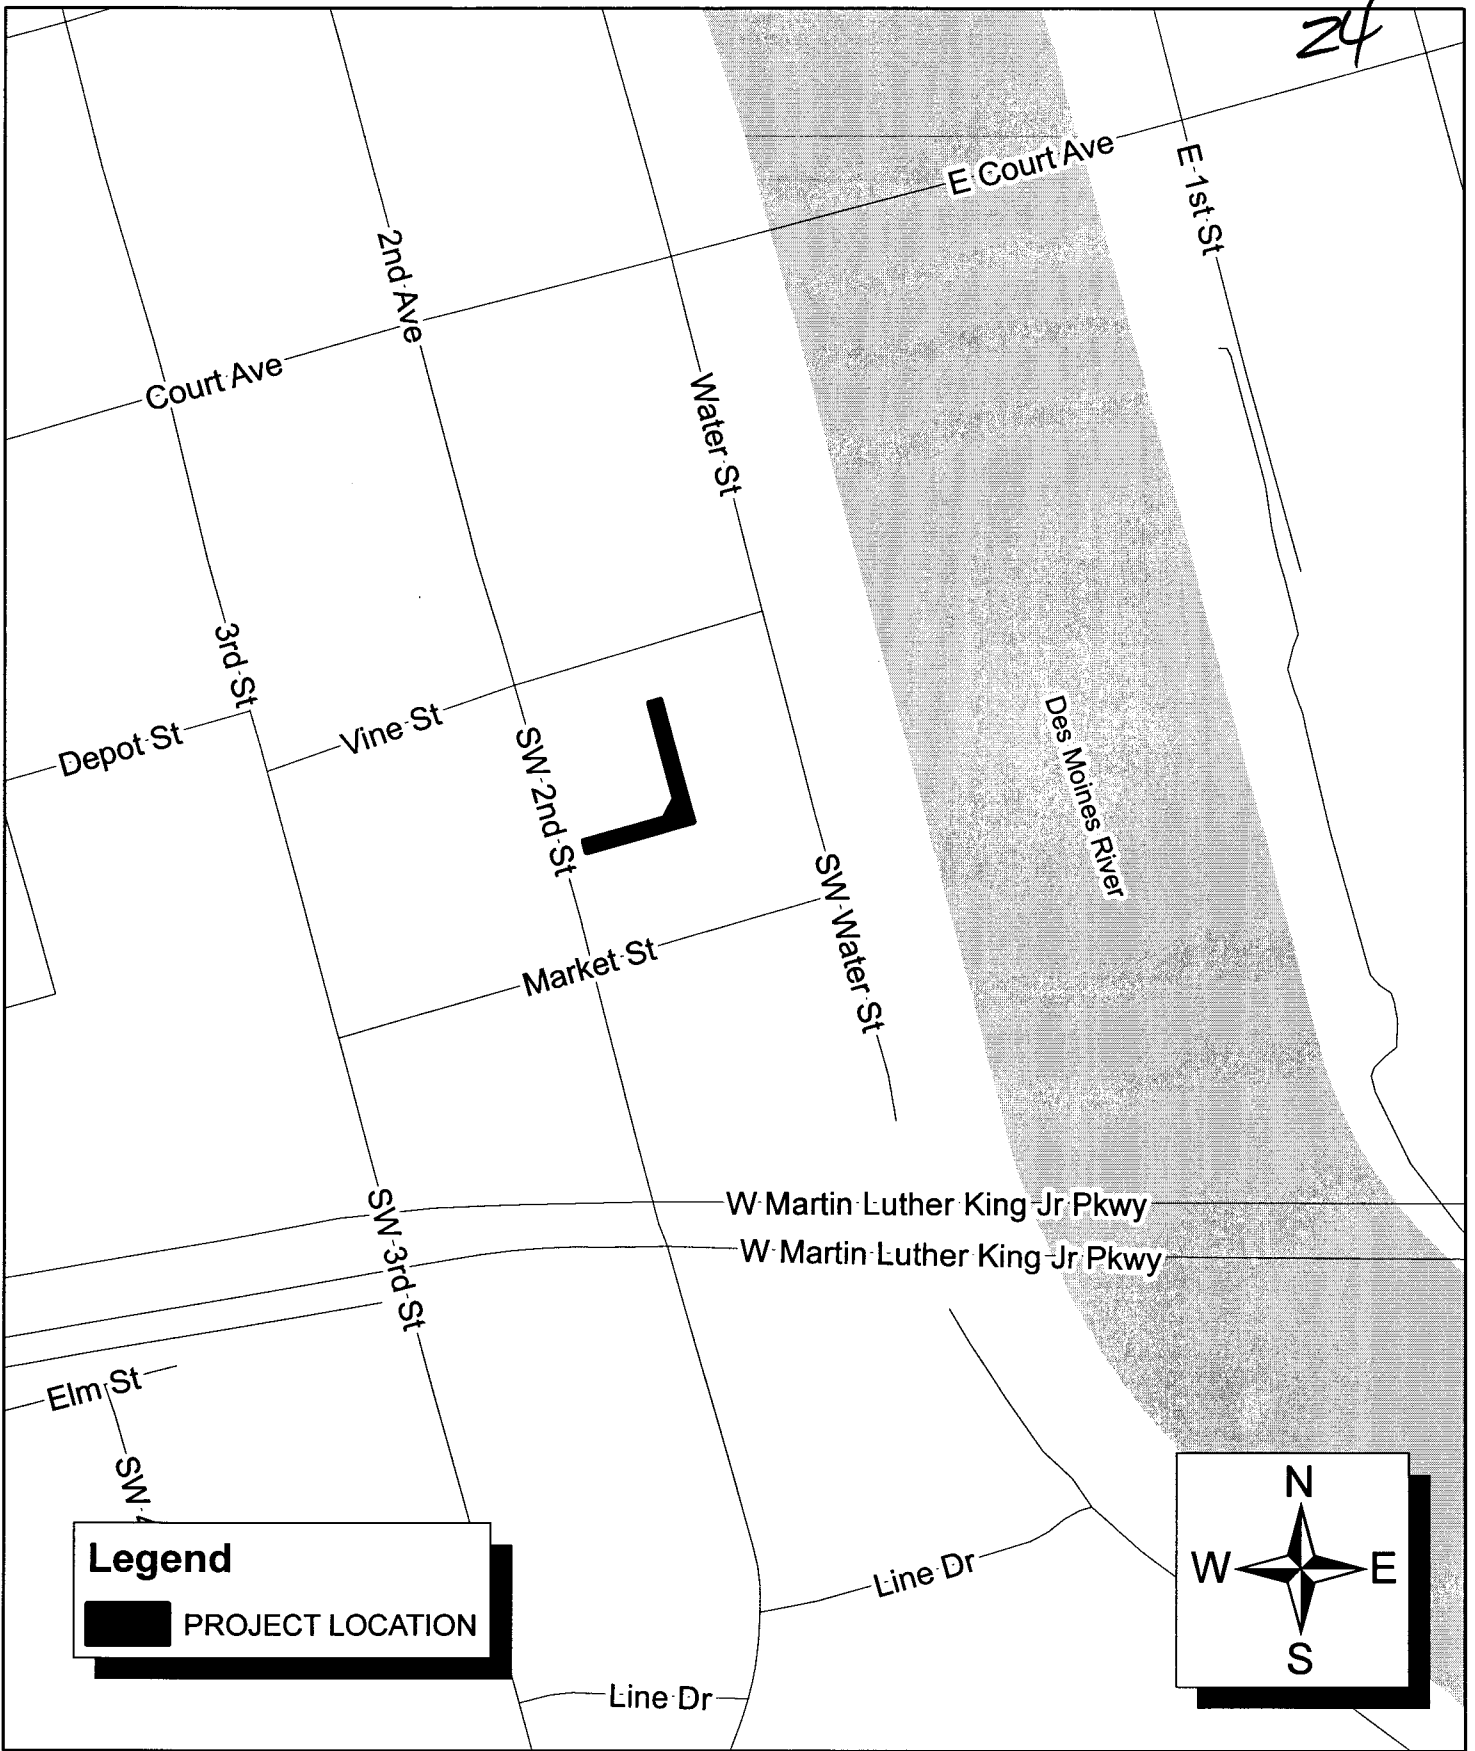 24
E Court Ave
E 1st St
2nd Ave
Court Ave
Water St
3rd St
Vine St
Depot St
SW 2nd St
Des Moines River
SW Water St
Market St
W Martin Luther King Jr Pkwy
W Martin Luther King Jr Pkwy
SW 3rd St
Elm St
SW
Legend
PROJECT LOCATION
Line Dr
Line Dr
N
W E
S